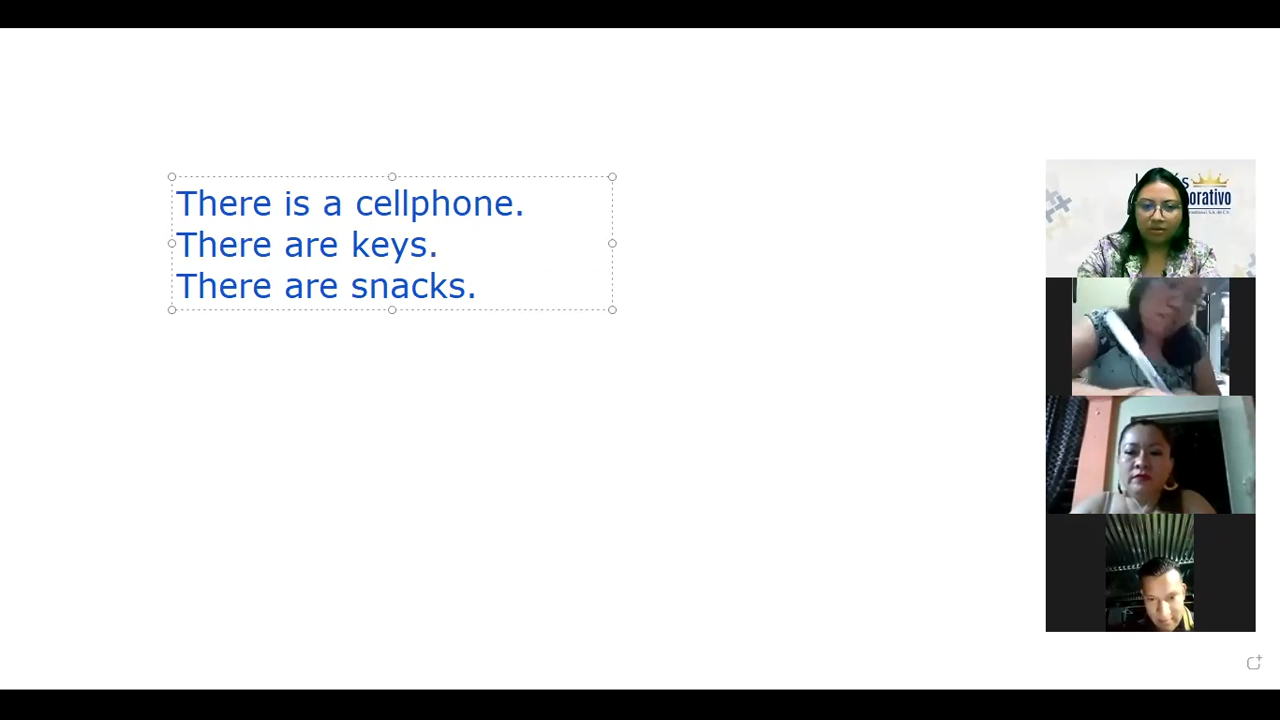 There is a cellphone.
There are keys.
There are snacks.
orativo